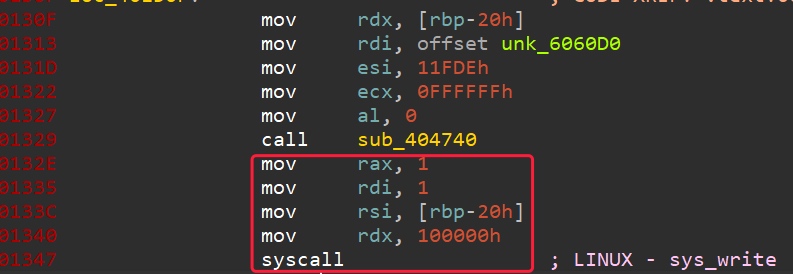 0130F mov rdx, [rbp-20h]
01313 mov rdi, offset unk_6060D0
0131D mov esi, 11FDEh
01322 mov ecx, 0FFFFFFh
01327 mov al, 0
01329 call sub_404740
0132E mov rax, 1
01335 mov rdi, 1
0133C mov rsi, [rbp-20h]
01340 mov rdx, 100000h
01347 syscall ; LINUX - sys_write